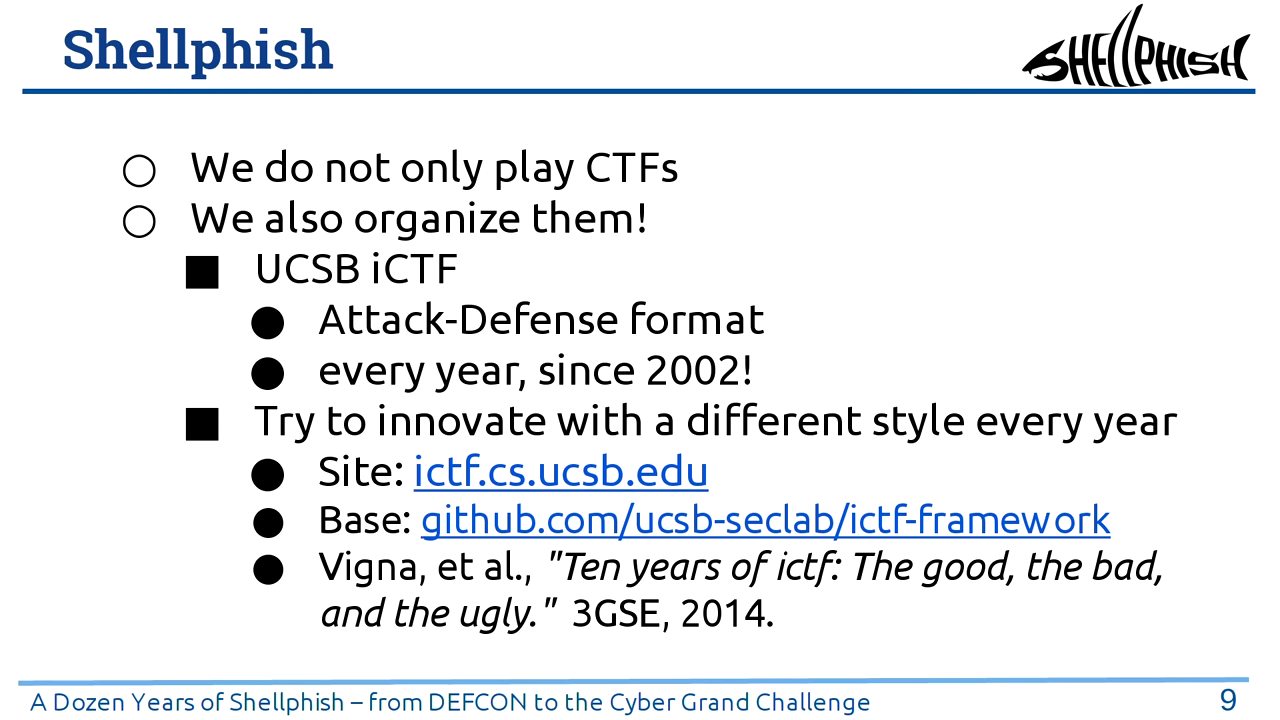 Shellphish
SHELLPHISH
○ We do not only play CTFs
○ We also organize them!
■ UCSB iCTF
● Attack-Defense format
● every year, since 2002!
■ Try to innovate with a different style every year
● Site: ictf.cs.ucsb.edu
● Base: github.com/ucsb-seclab/ictf-framework
● Vigna, et al., "Ten years of ictf: The good, the bad,
and the ugly." 3GSE, 2014.
A Dozen Years of Shellphish – from DEFCON to the Cyber Grand Challenge
9